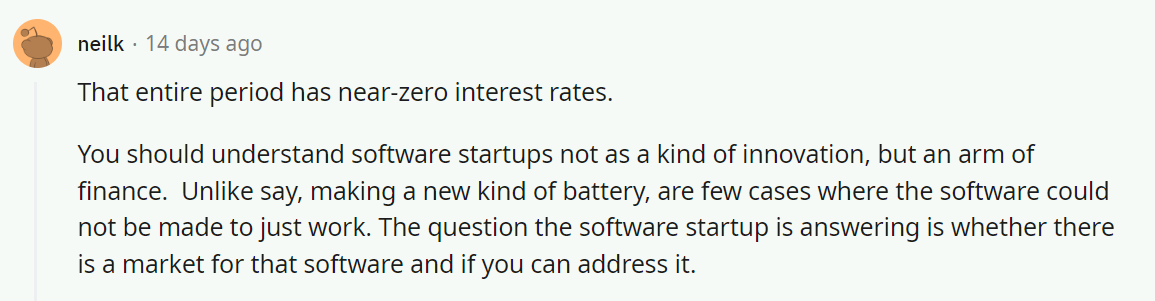 neilk · 14 days ago
That entire period has near-zero interest rates.
You should understand software startups not as a kind of innovation, but an arm of
finance.  Unlike say, making a new kind of battery, are few cases where the software could
not be made to just work. The question the software startup is answering is whether there
is a market for that software and if you can address it.